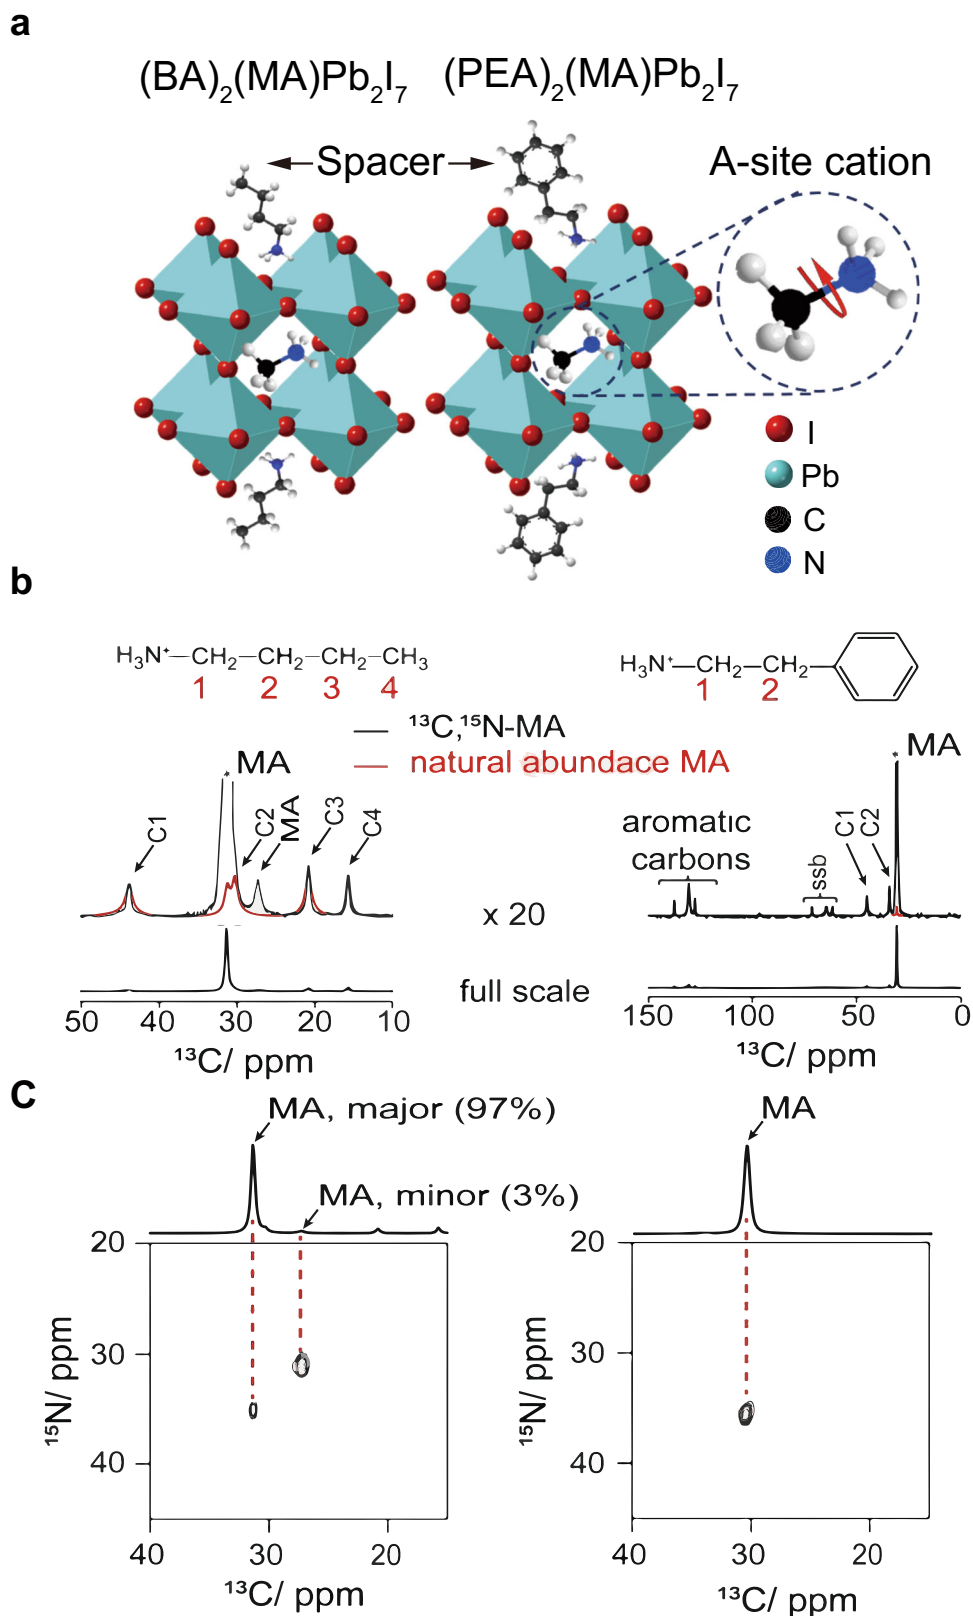 a
(BA)₂(MA)Pb₂I₇
(PEA)₂(MA)Pb₂I₇
Spacer
A-site cation
I
Pb
C
N
b
H₃N⁺—CH₂—CH₂—CH₂—CH₃
1 2 3 4
H₃N⁺—CH₂—CH₂
1 2
¹³C,¹⁵N-MA
natural abundace MA
* MA
C1
C2
MA
C3
C4
* MA
aromatic
carbons
ssb
C1
C2
x 20
full scale
50 40 30 20 10
¹³C/ ppm
150 100 50 0
¹³C/ ppm
C
MA, major (97%)
MA, minor (3%)
20
30
40
¹⁵N/ ppm
40 30 20
¹³C/ ppm
MA
20
30
40
¹⁵N/ ppm
40 30 20
¹³C/ ppm